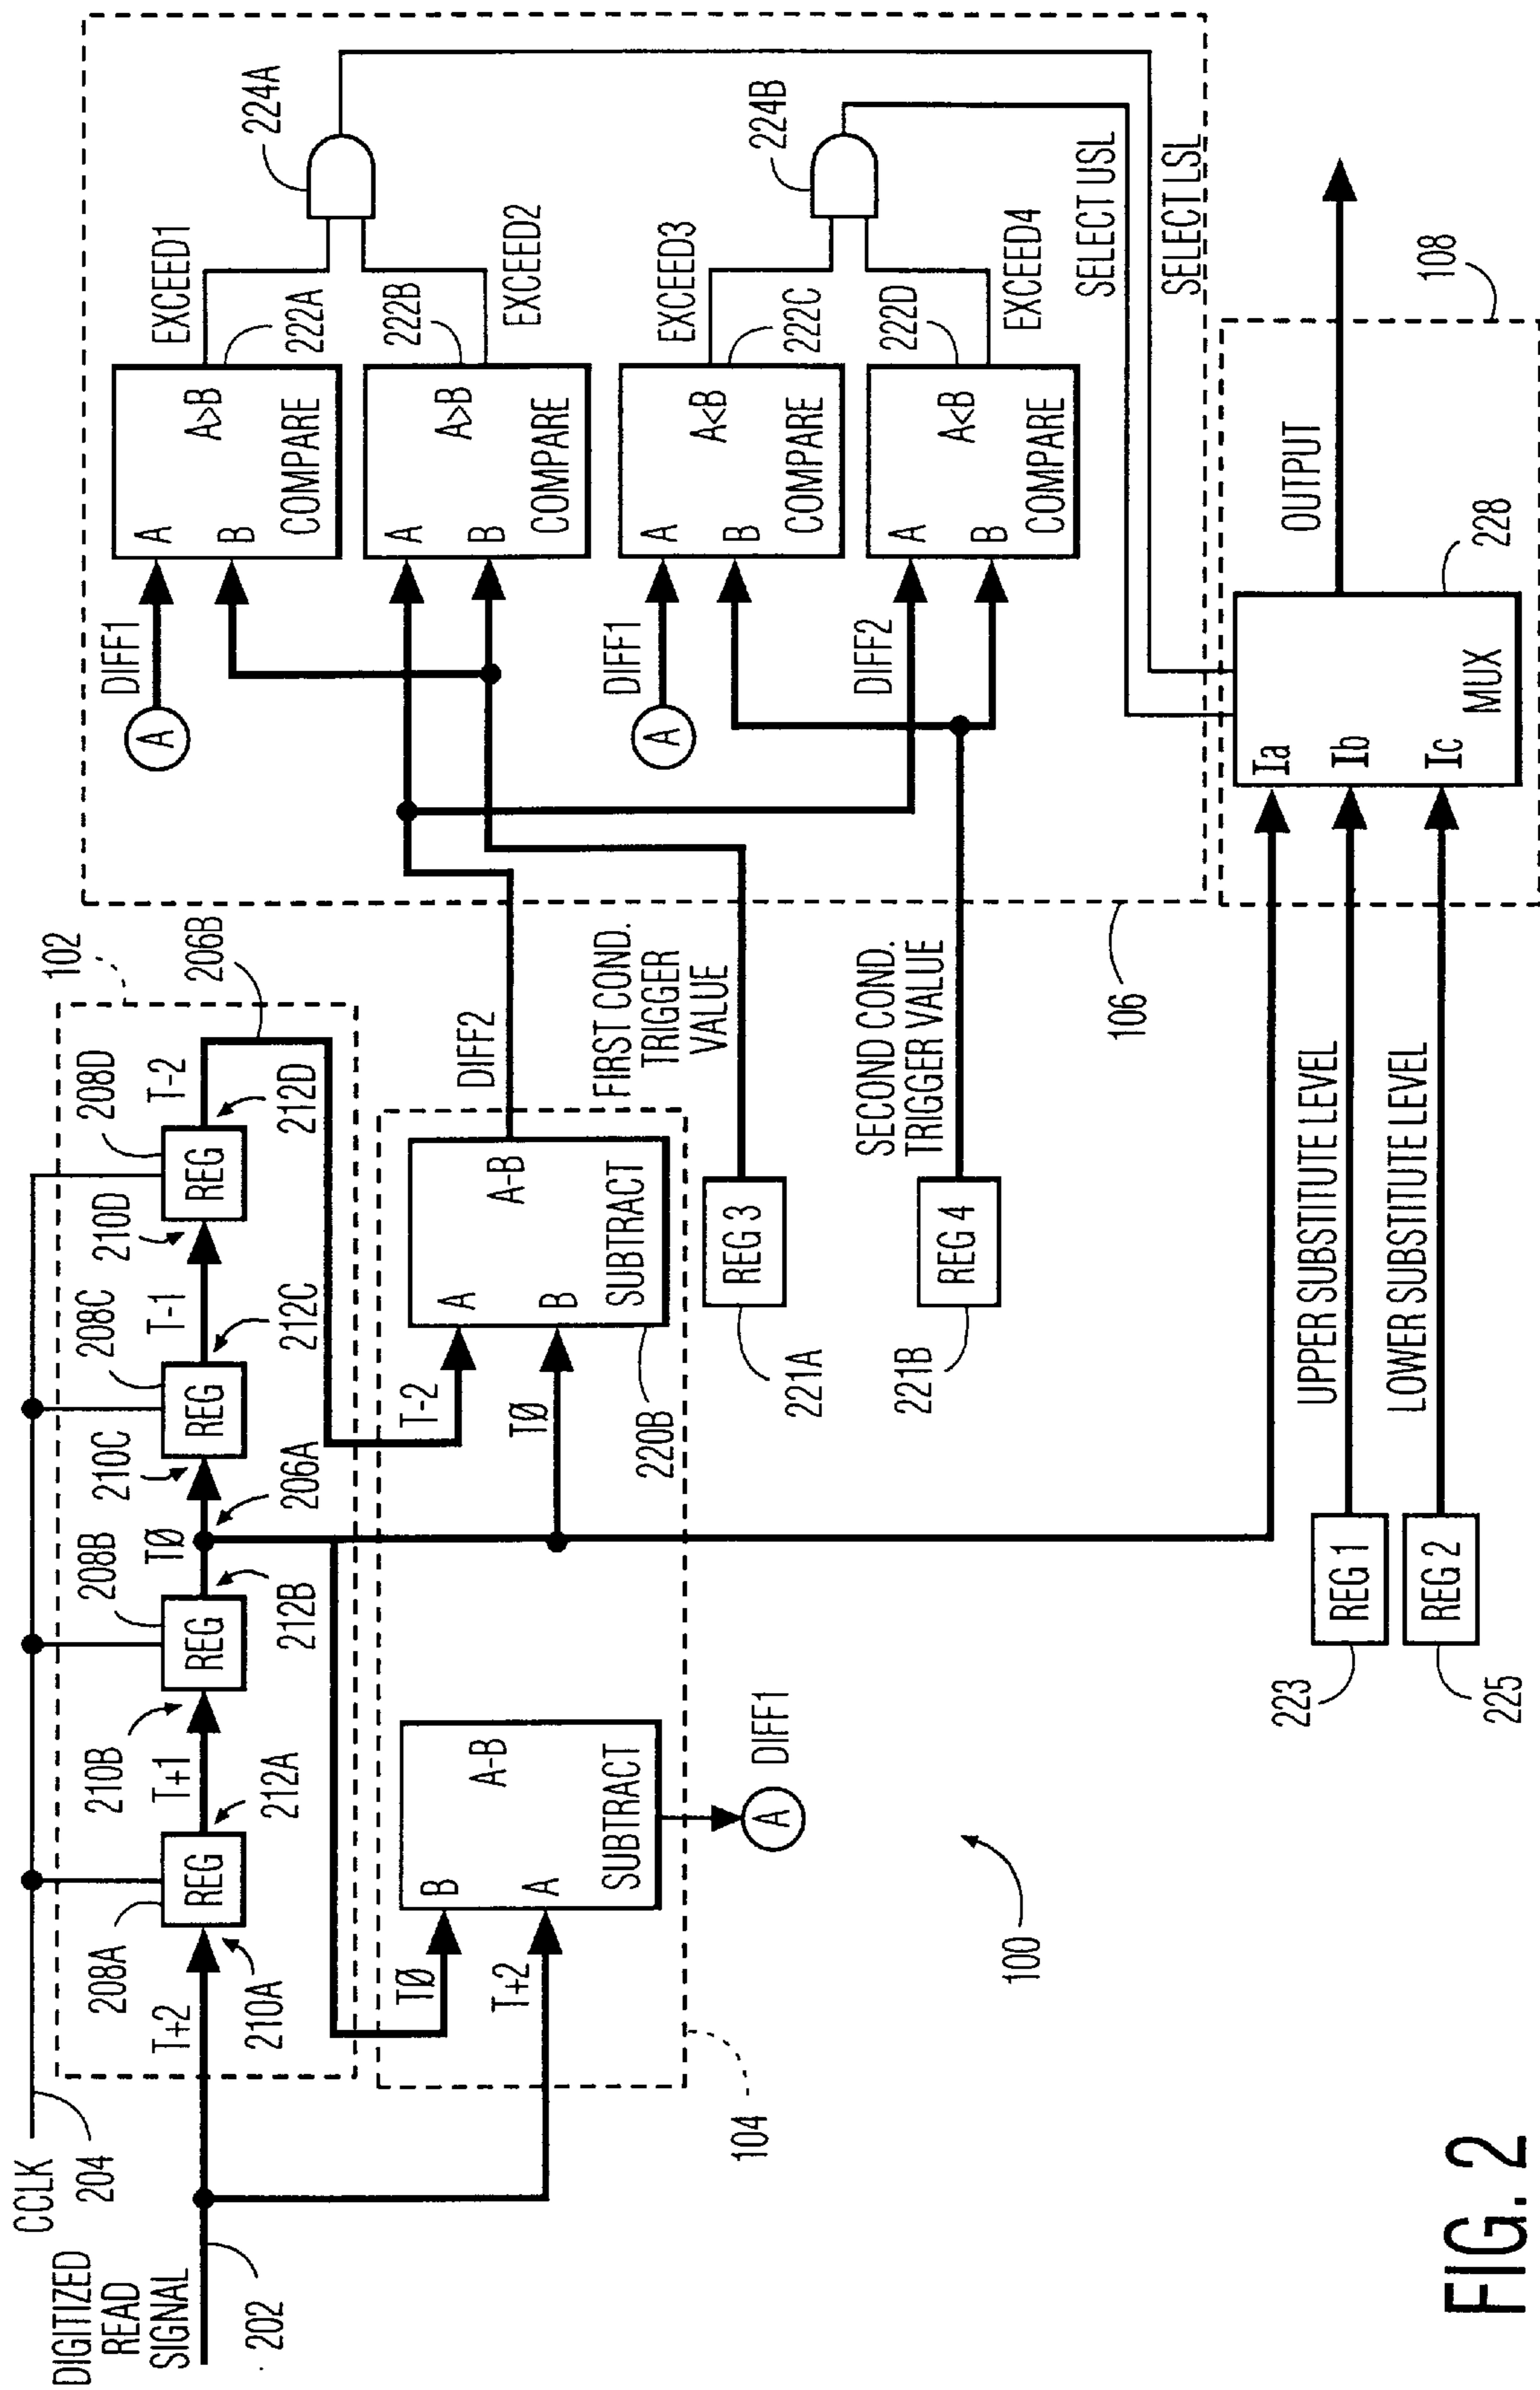 CCLK
204
DIGITIZED
READ
SIGNAL
202
102
T+2
208A
210A
REG
212A
T+1
210B
208B
REG
212B
TØ
206A
210C
208C
REG
212C
T-1
210D
208D
REG
212D
T-2
206B
104
TØ
T+2
B
A
A-B
SUBTRACT
A
DIFF1
T-2
TØ
A
B
A-B
SUBTRACT
220B
DIFF2
FIRST COND.
TRIGGER
VALUE
REG 3
221A
SECOND COND.
TRIGGER VALUE
REG 4
221B
106
A
DIFF1
A
B
A>B
COMPARE
EXCEED1
222A
A
B
A>B
COMPARE
222B
EXCEED2
224A
A
DIFF1
A
B
A<B
COMPARE
EXCEED3
222C
DIFF2
A
B
A<B
COMPARE
222D
EXCEED4
224B
SELECT USL
SELECT LSL
108
Ia
Ib
Ic
MUX
228
OUTPUT
UPPER SUBSTITUTE LEVEL
LOWER SUBSTITUTE LEVEL
REG 1
223
REG 2
225
100
FIG. 2